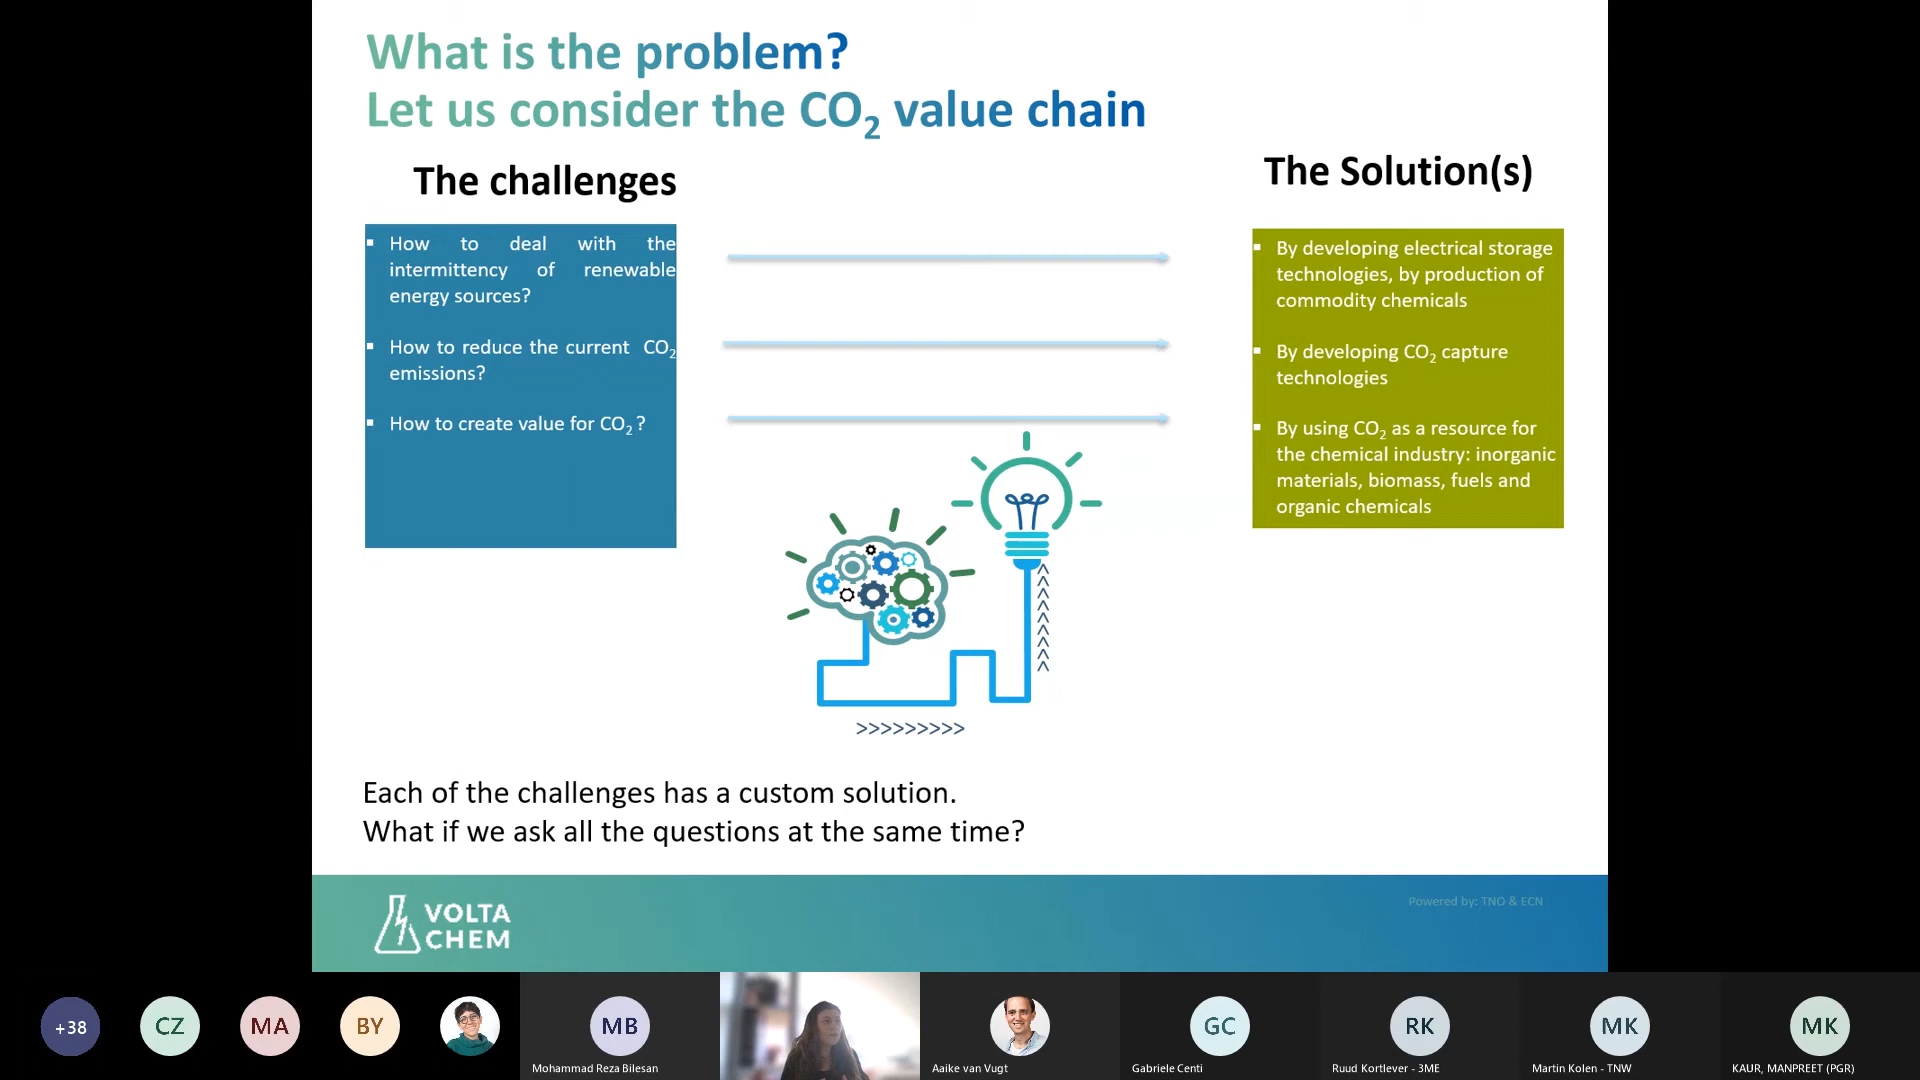 What is the problem?
Let us consider the CO₂ value chain
The challenges
▪ How to deal with the
intermittency of renewable
energy sources?
▪ How to reduce the current CO₂
emissions?
▪ How to create value for CO₂ ?
The Solution(s)
▪ By developing electrical storage
technologies, by production of
commodity chemicals
▪ By developing CO₂ capture
technologies
▪ By using CO₂ as a resource for
the chemical industry: inorganic
materials, biomass, fuels and
organic chemicals
>>>>>>>>>
Each of the challenges has a custom solution.
What if we ask all the questions at the same time?
VOLTA
CHEM
Powered by: TNO & ECN
+38
CZ
MA
BY
MB
Mohammad Reza Bilesan
Aaike van Vugt
GC
Gabriele Centi
RK
Ruud Kortlever - 3ME
MK
Martin Kolen - TNW
MK
KAUR, MANPREET (PGR)